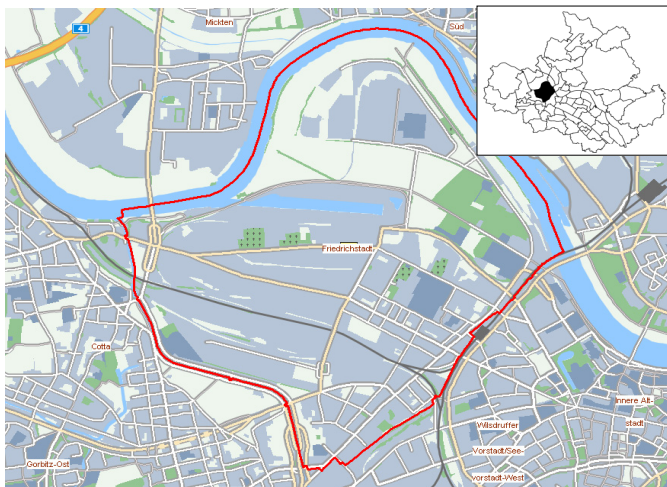 Mickten
Süd
4
Friedrichstadt
Cotta
Innere Alt-
stadt
Wilsdruffer
Vorstadt/See-
vorstadt-West
Gorbitz-Ost